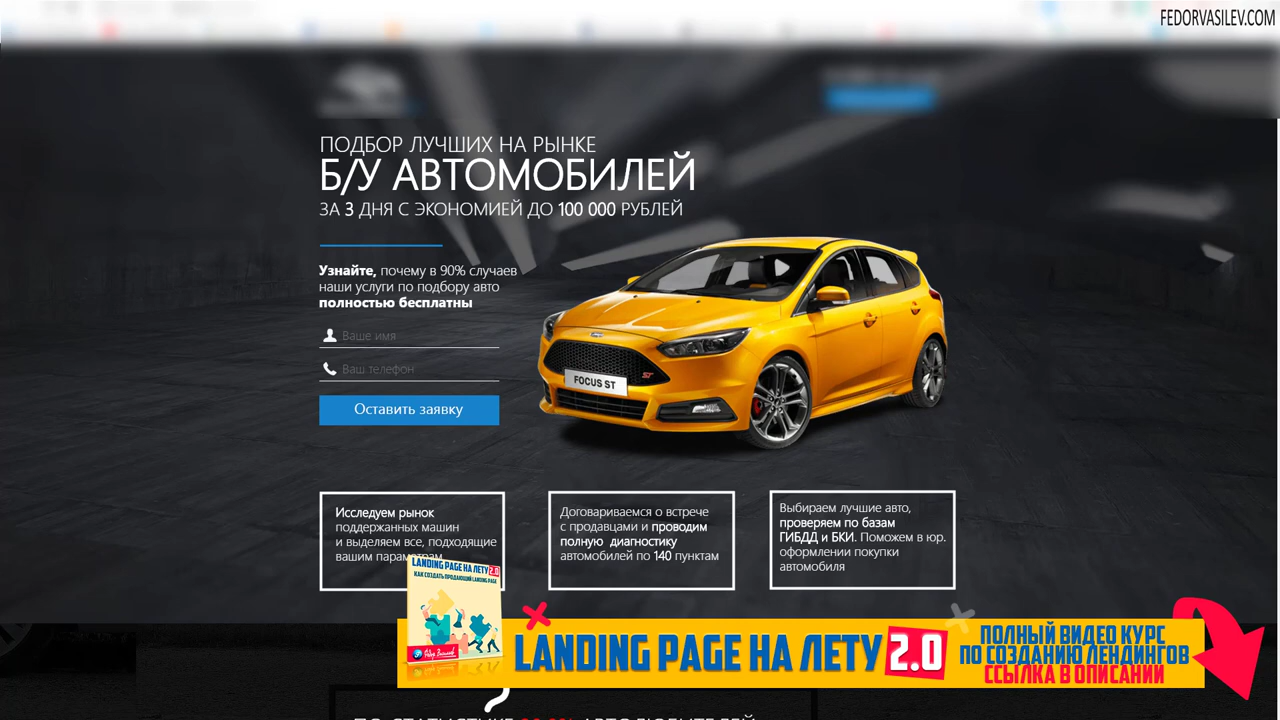 FEDORVASILEV.COM
ПОДБОР ЛУЧШИХ НА РЫНКЕ
Б/У АВТОМОБИЛЕЙ
ЗА 3 ДНЯ С ЭКОНОМИЕЙ ДО 100 000 РУБЛЕЙ
Узнайте, почему в 90% случаев
наши услуги по подбору авто
полностью бесплатны
Ваше имя
Ваш телефон
Оставить заявку
FOCUS ST
ST
Исследуем рынок
поддержанных машин
и выделяем все, подходящие
вашим параметрам
Договариваемся о встрече
с продавцами и проводим
полную диагностику
автомобилей по 140 пунктам
Выбираем лучшие авто,
проверяем по базам
ГИБДД и БКИ. Поможем в юр.
оформлении покупки
автомобиля
LANDING PAGE НА ЛЕТУ 2.0
КАК СОЗДАТЬ ПРОДАЮЩИЙ LANDING PAGE
LANDING PAGE НА ЛЕТУ 2.0
ПОЛНЫЙ ВИДЕО КУРС
ПО СОЗДАНИЮ ЛЕНДИНГОВ
ССЫЛКА В ОПИСАНИИ